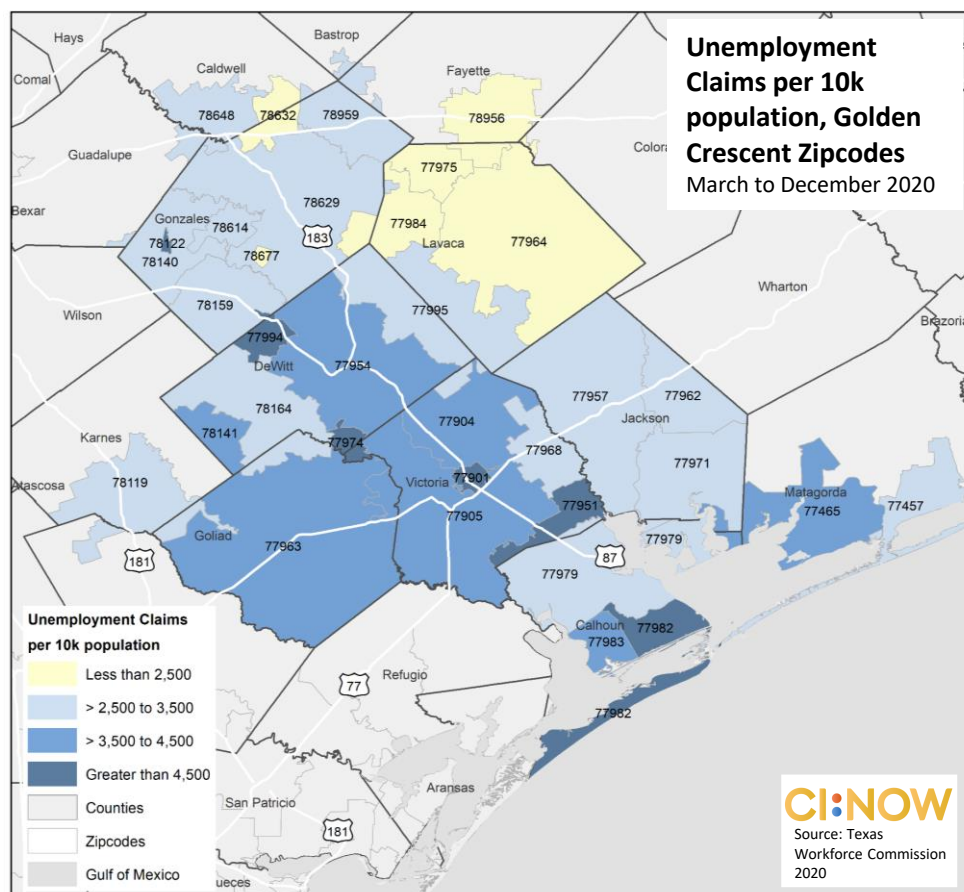 Unemployment
Claims per 10k
population, Golden
Crescent Zipcodes
March to December 2020
Hays
Bastrop
Comal
Caldwell
Fayette
78648
78632
78959
78956
Guadalupe
Colora
77975
Bexar
78629
Gonzales
78614
77984
183
78122
Lavaca
77964
78140
78677
Wharton
78159
Wilson
77995
Brazoria
77994
DeWitt
77954
77957
77962
78164
77904
Jackson
78141
Karnes
77974
77968
77971
Atascosa
78119
Victoria
77901
Matagorda
77951
77465
77457
77905
Goliad
77963
77979
181
87
77979
Calhoun
77982
77983
Refugio
77
77982
Aransas
San Patricio
181
ueces
Unemployment Claims
per 10k population
Less than 2,500
> 2,500 to 3,500
> 3,500 to 4,500
Greater than 4,500
Counties
Zipcodes
Gulf of Mexico
CI:NOW
Source: Texas
Workforce Commission
2020